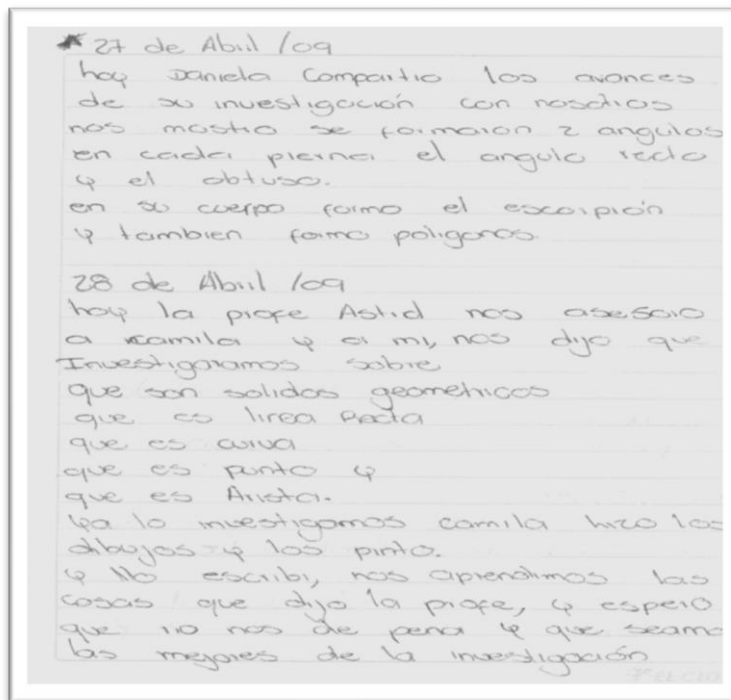 27 de Abril /09
hoy Daniela Compartio los avances
de su investigación con nosotros
nos mostro se formaron 2 angulos
en cada pierna el angulo recto
y el obtuso.
en su cuerpo formo el escorpión
y tambien formo poligonos.
28 de Abril /09
hoy la profe Astrid nos asesoro
a camila y a mi, nos dijo que
Investigaramos sobre
que son solidos geometricos
que es linea Recta
que es curva
que es punto y
que es Arista.
ya lo investigamos camila hizo los
dibujos y los pinto.
y Yo escribi, nos aprendimos las
cosas que dijo la profe, y espero
que no nos de pena y que seamo
las mejores de la investigación